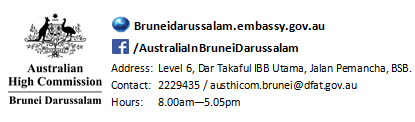 Bruneidarussalam.embassy.gov.au
/AustraliaInBruneiDarussalam
Australian
High Commission
Brunei Darussalam
Address: Level 6, Dar Takaful IBB Utama, Jalan Pemancha, BSB.
Contact: 2229435 / austhicom.brunei@dfat.gov.au
Hours: 8.00am—5.05pm